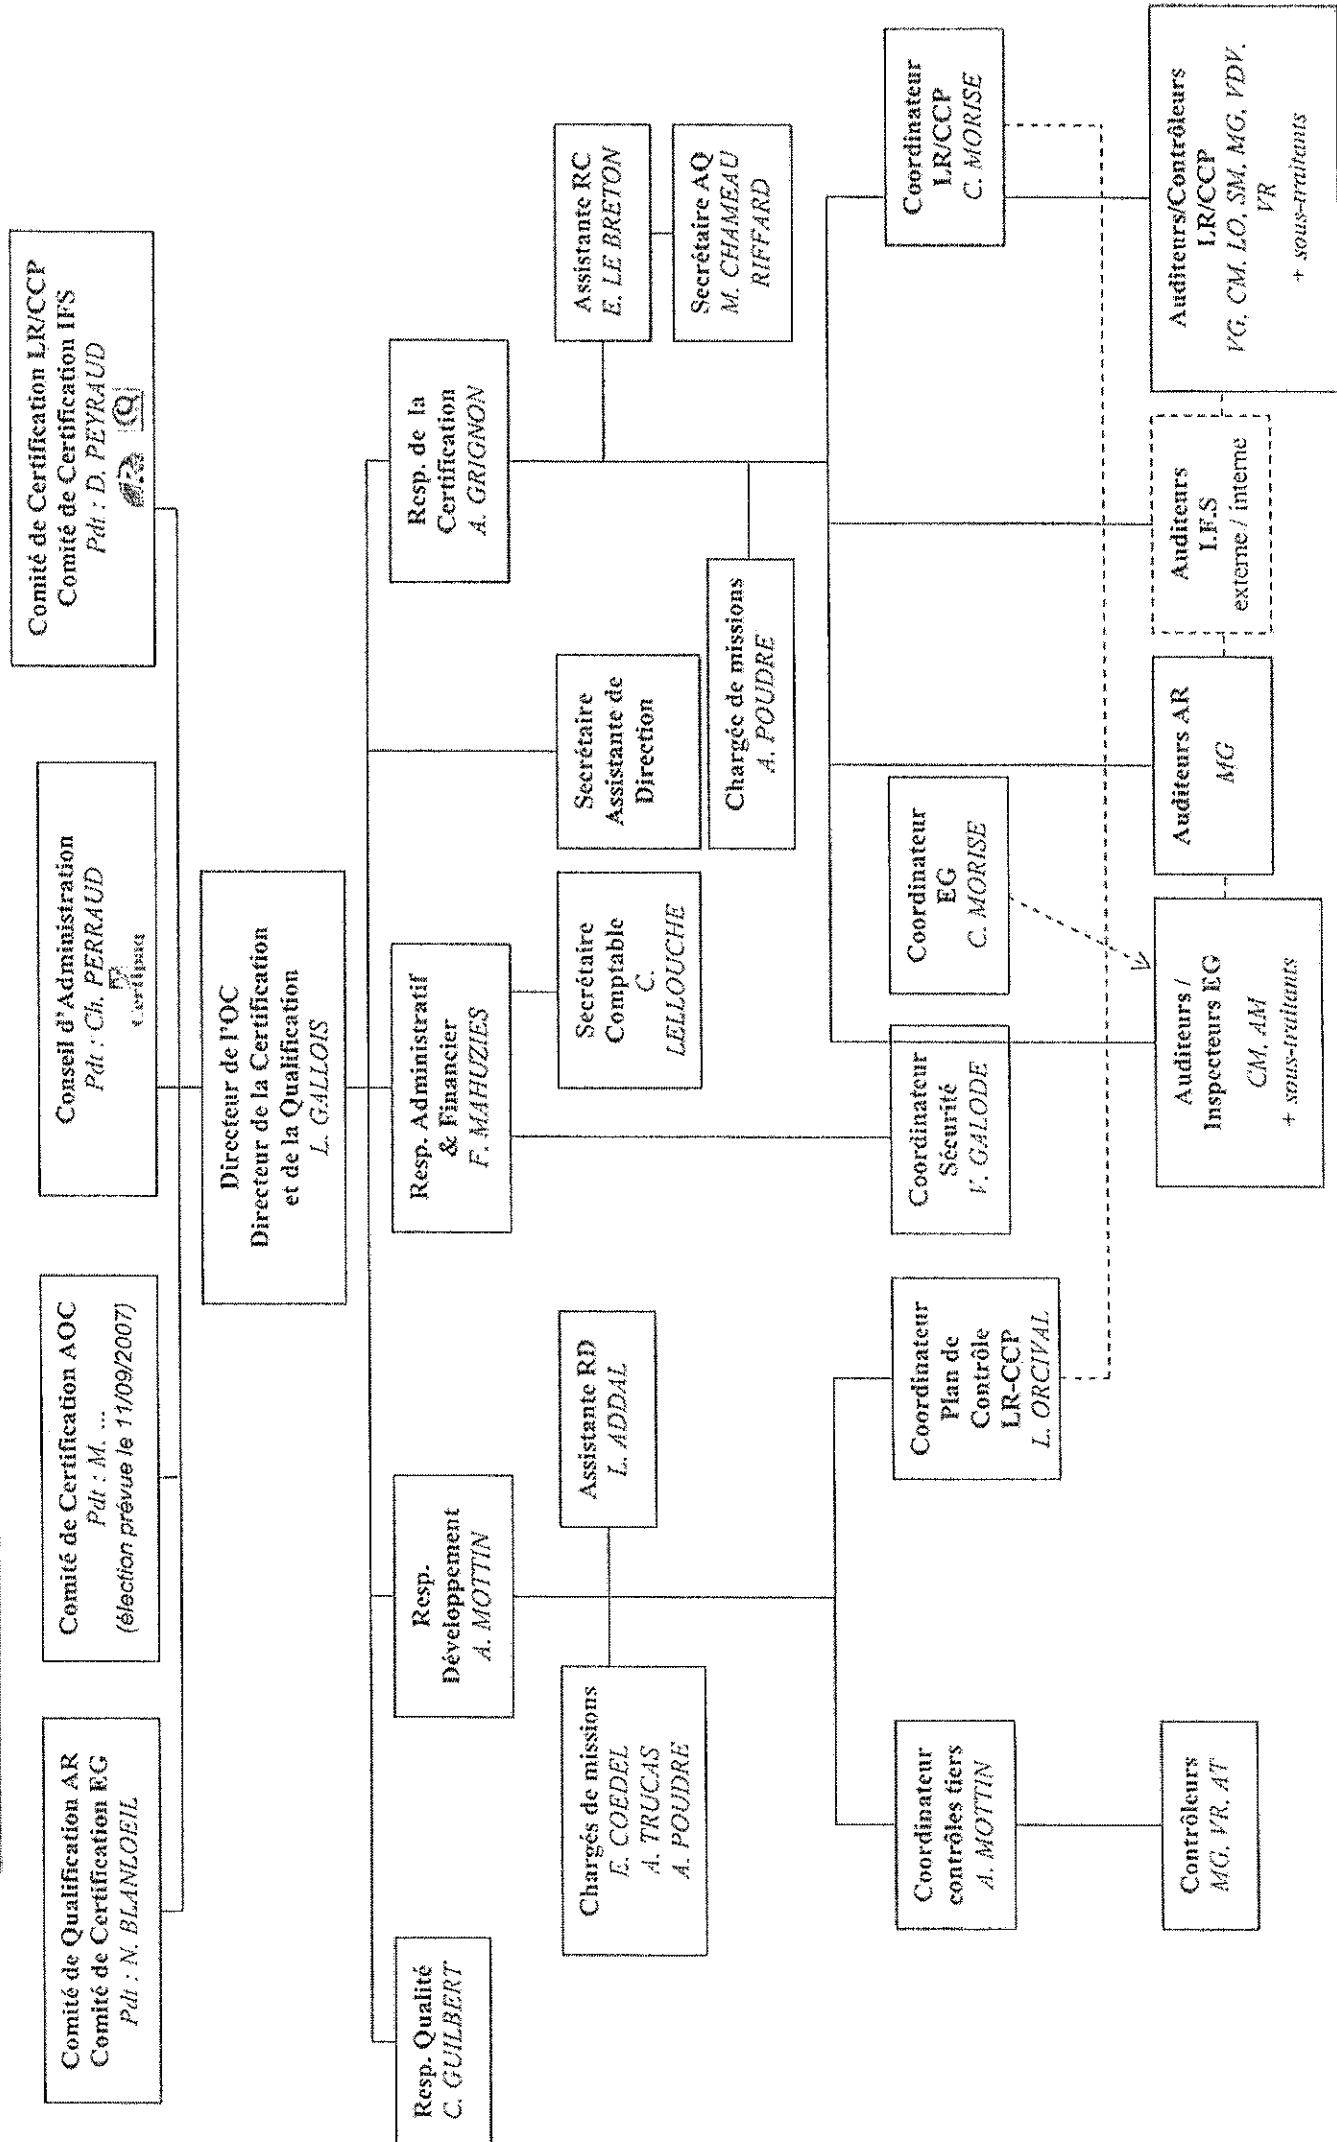 Comité de Qualification AR
Comité de Certification EG
Pdt : N. BLANLOEIL
Comité de Certification AOC
Pdt : M. ...
(élection prévue le 11/09/2007)
Conseil d'Administration
Pdt : Ch. PERRAUD
Certipaq
Comité de Certification LR/CCP
Comité de Certification IFS
Pdt : D. PEYRAUD
Directeur de l'OC
Directeur de la Certification
et de la Qualification
L. GALLOIS
Resp. Qualité
C. GUILBERT
Resp.
Développement
A. MOTTIN
Resp. Administratif
& Financier
F. MAHUZIES
Resp. de la
Certification
A. GRIGNON
Chargés de missions
E. COEDEL
A. TRUCAS
A. POUDRE
Assistante RD
L. ADDAL
Secrétaire
Comptable
C.
LELLOUCHE
Secrétaire
Assistante de
Direction
Assistante RC
E. LE BRETON
Secrétaire AQ
M. CHAMEAU
RIFFARD
Chargée de missions
A. POUDRE
Coordinateur
contrôles tiers
A. MOTTIN
Coordinateur
Plan de
Contrôle
LR-CCP
L. ORCIVAL
Coordinateur
Sécurité
V. GALODE
Coordinateur
EG
C. MORISE
Coordinateur
LR/CCP
C. MORISE
Contrôleurs
MG, VR, AT
Auditeurs /
Inspecteurs EG
CM, AM
+ sous-traitants
Auditeurs AR
MG
Auditeurs
I.F.S
externe / interne
Auditeurs/Contrôleurs
LR/CCP
VG, CM, LO, SM, MG, VDV,
VR
+ sous-traitants